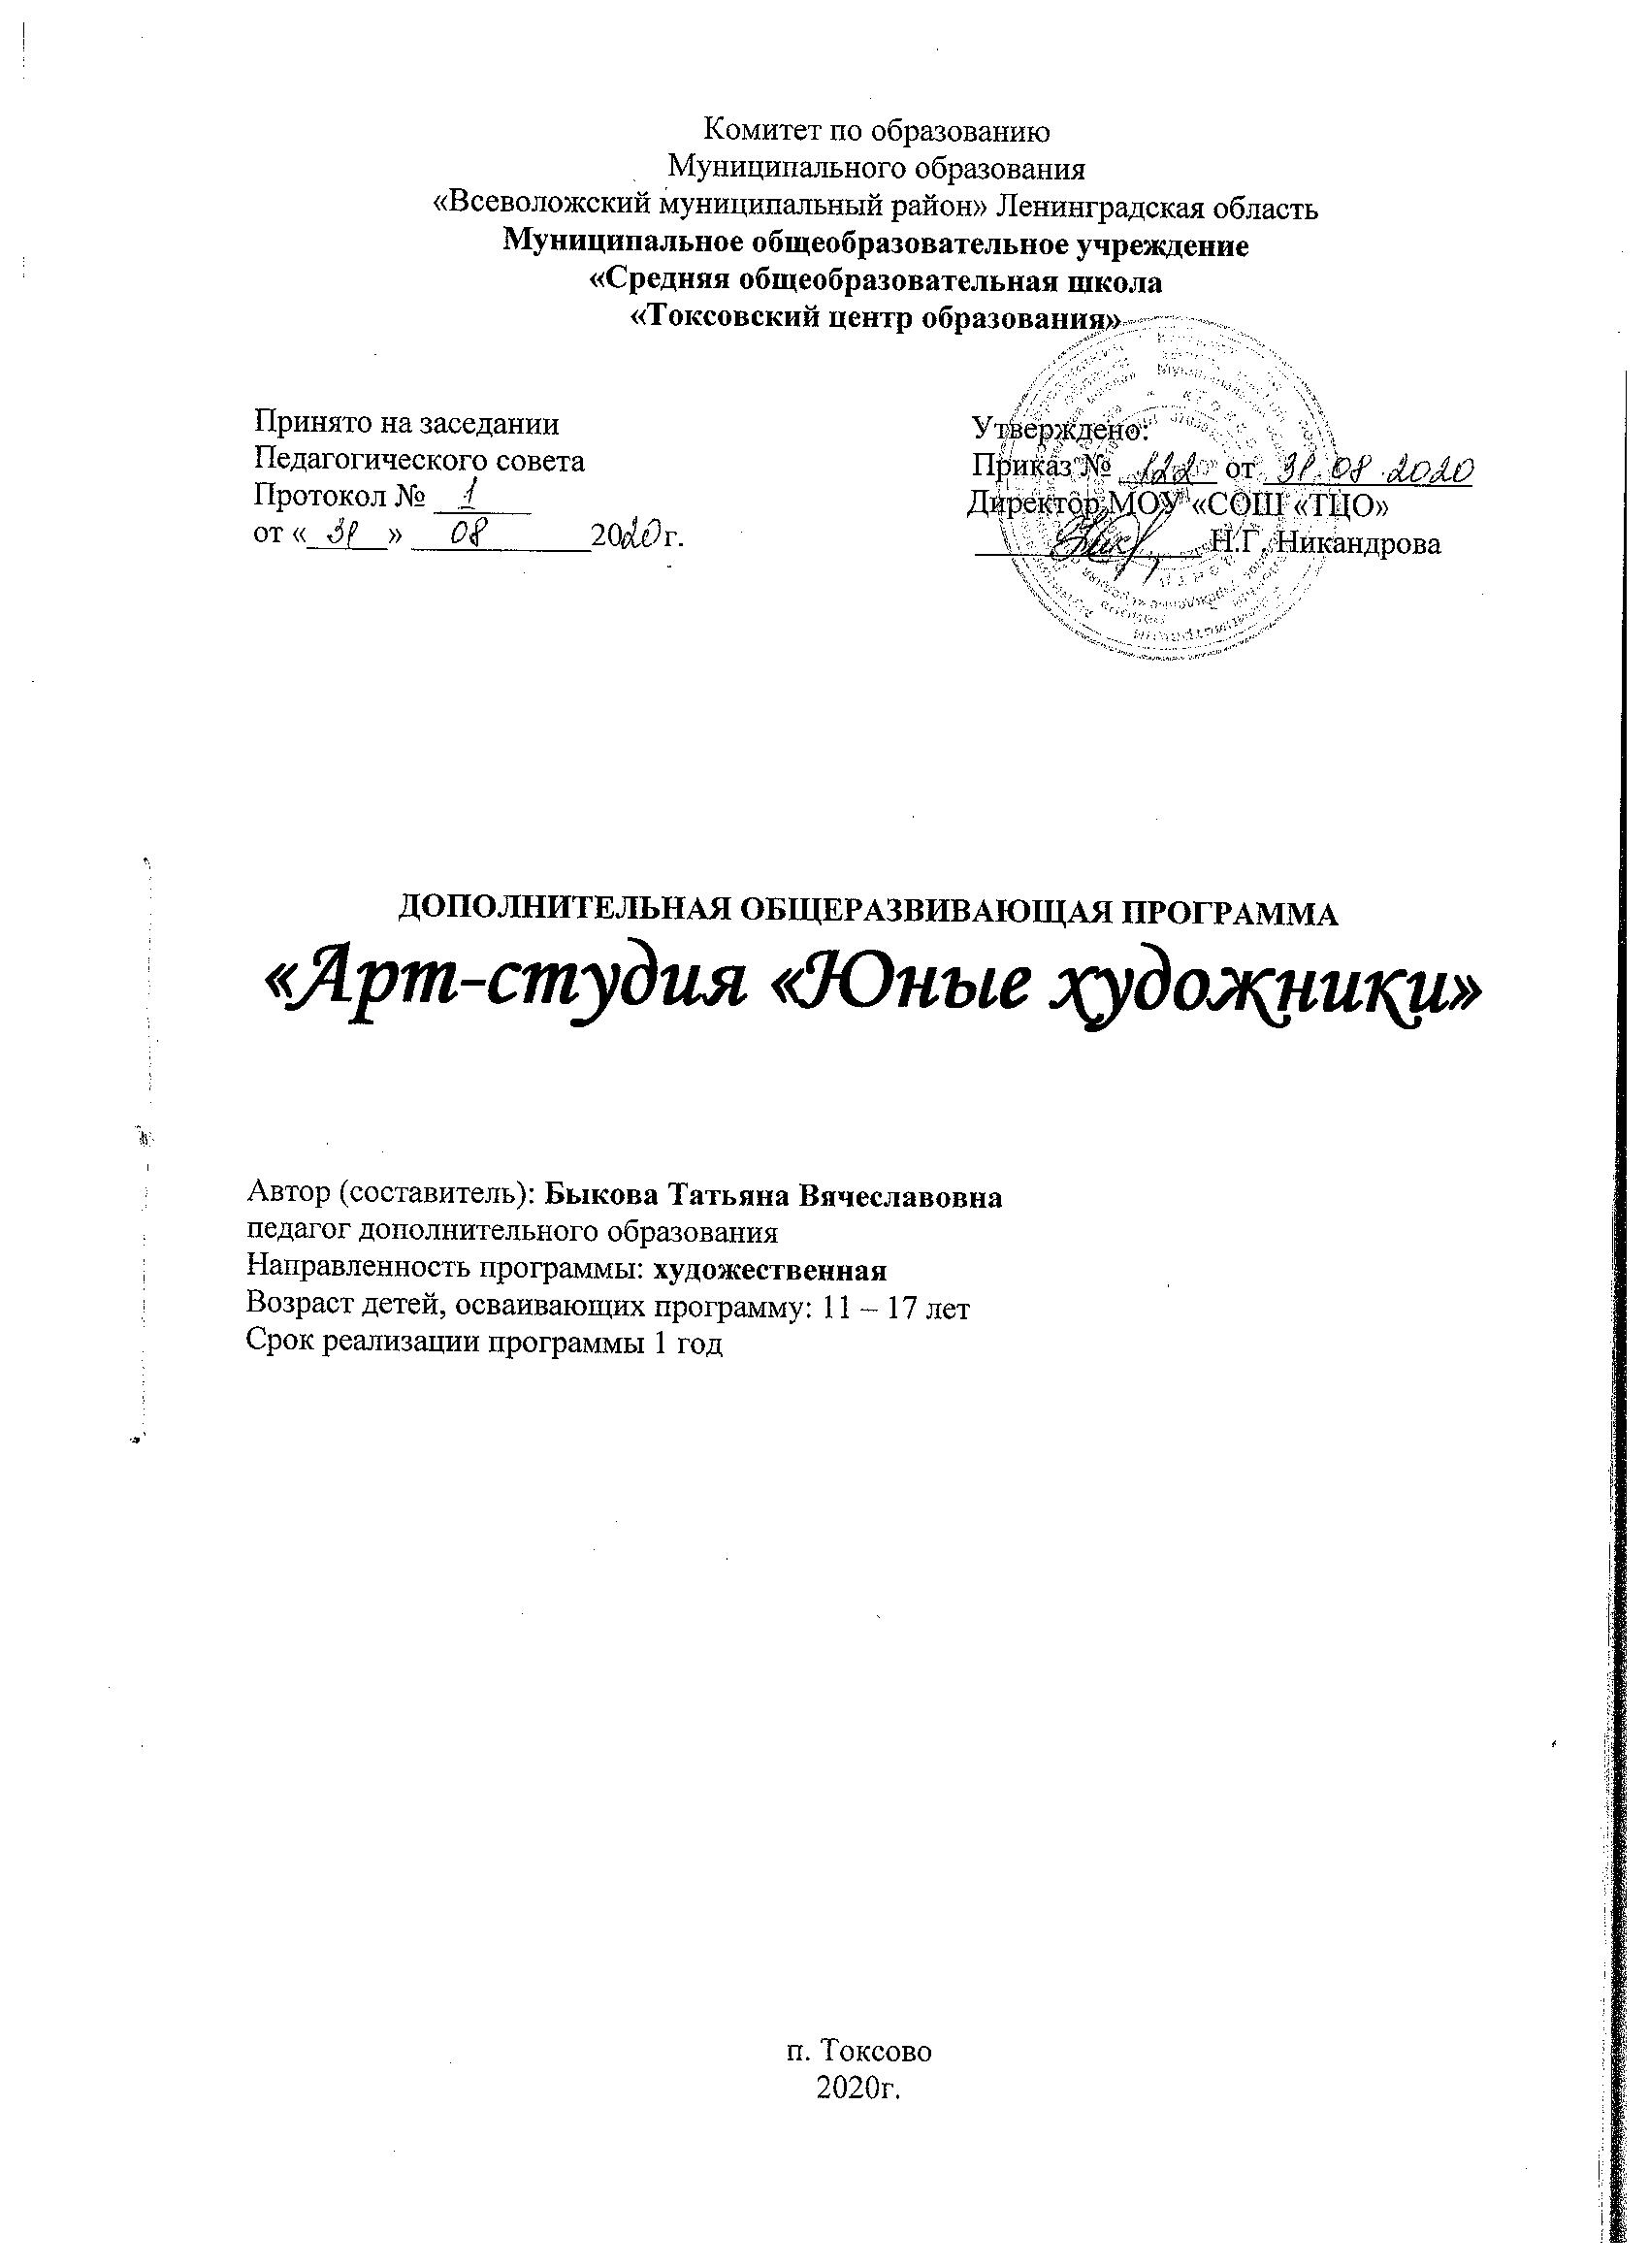 Комитет по образованию
Муниципального образования
«Всеволожский муниципальный район» Ленинградская область
Муниципальное общеобразовательное учреждение
«Средняя общеобразовательная школа
«Токсовский центр образования»
Принято на заседании
Педагогического совета
Протокол № 1
от «31» 08 2020 г.
Утверждено:
Приказ № 122 от 31.08.2020
Директор МОУ «СОШ «ТЦО»
Н.Г. Никандрова
ДОПОЛНИТЕЛЬНАЯ ОБЩЕРАЗВИВАЮЩАЯ ПРОГРАММА
«Арт-студия «Юные художники»
Автор (составитель): Быкова Татьяна Вячеславовна
педагог дополнительного образования
Направленность программы: художественная
Возраст детей, осваивающих программу: 11 – 17 лет
Срок реализации программы 1 год
п. Токсово
2020г.